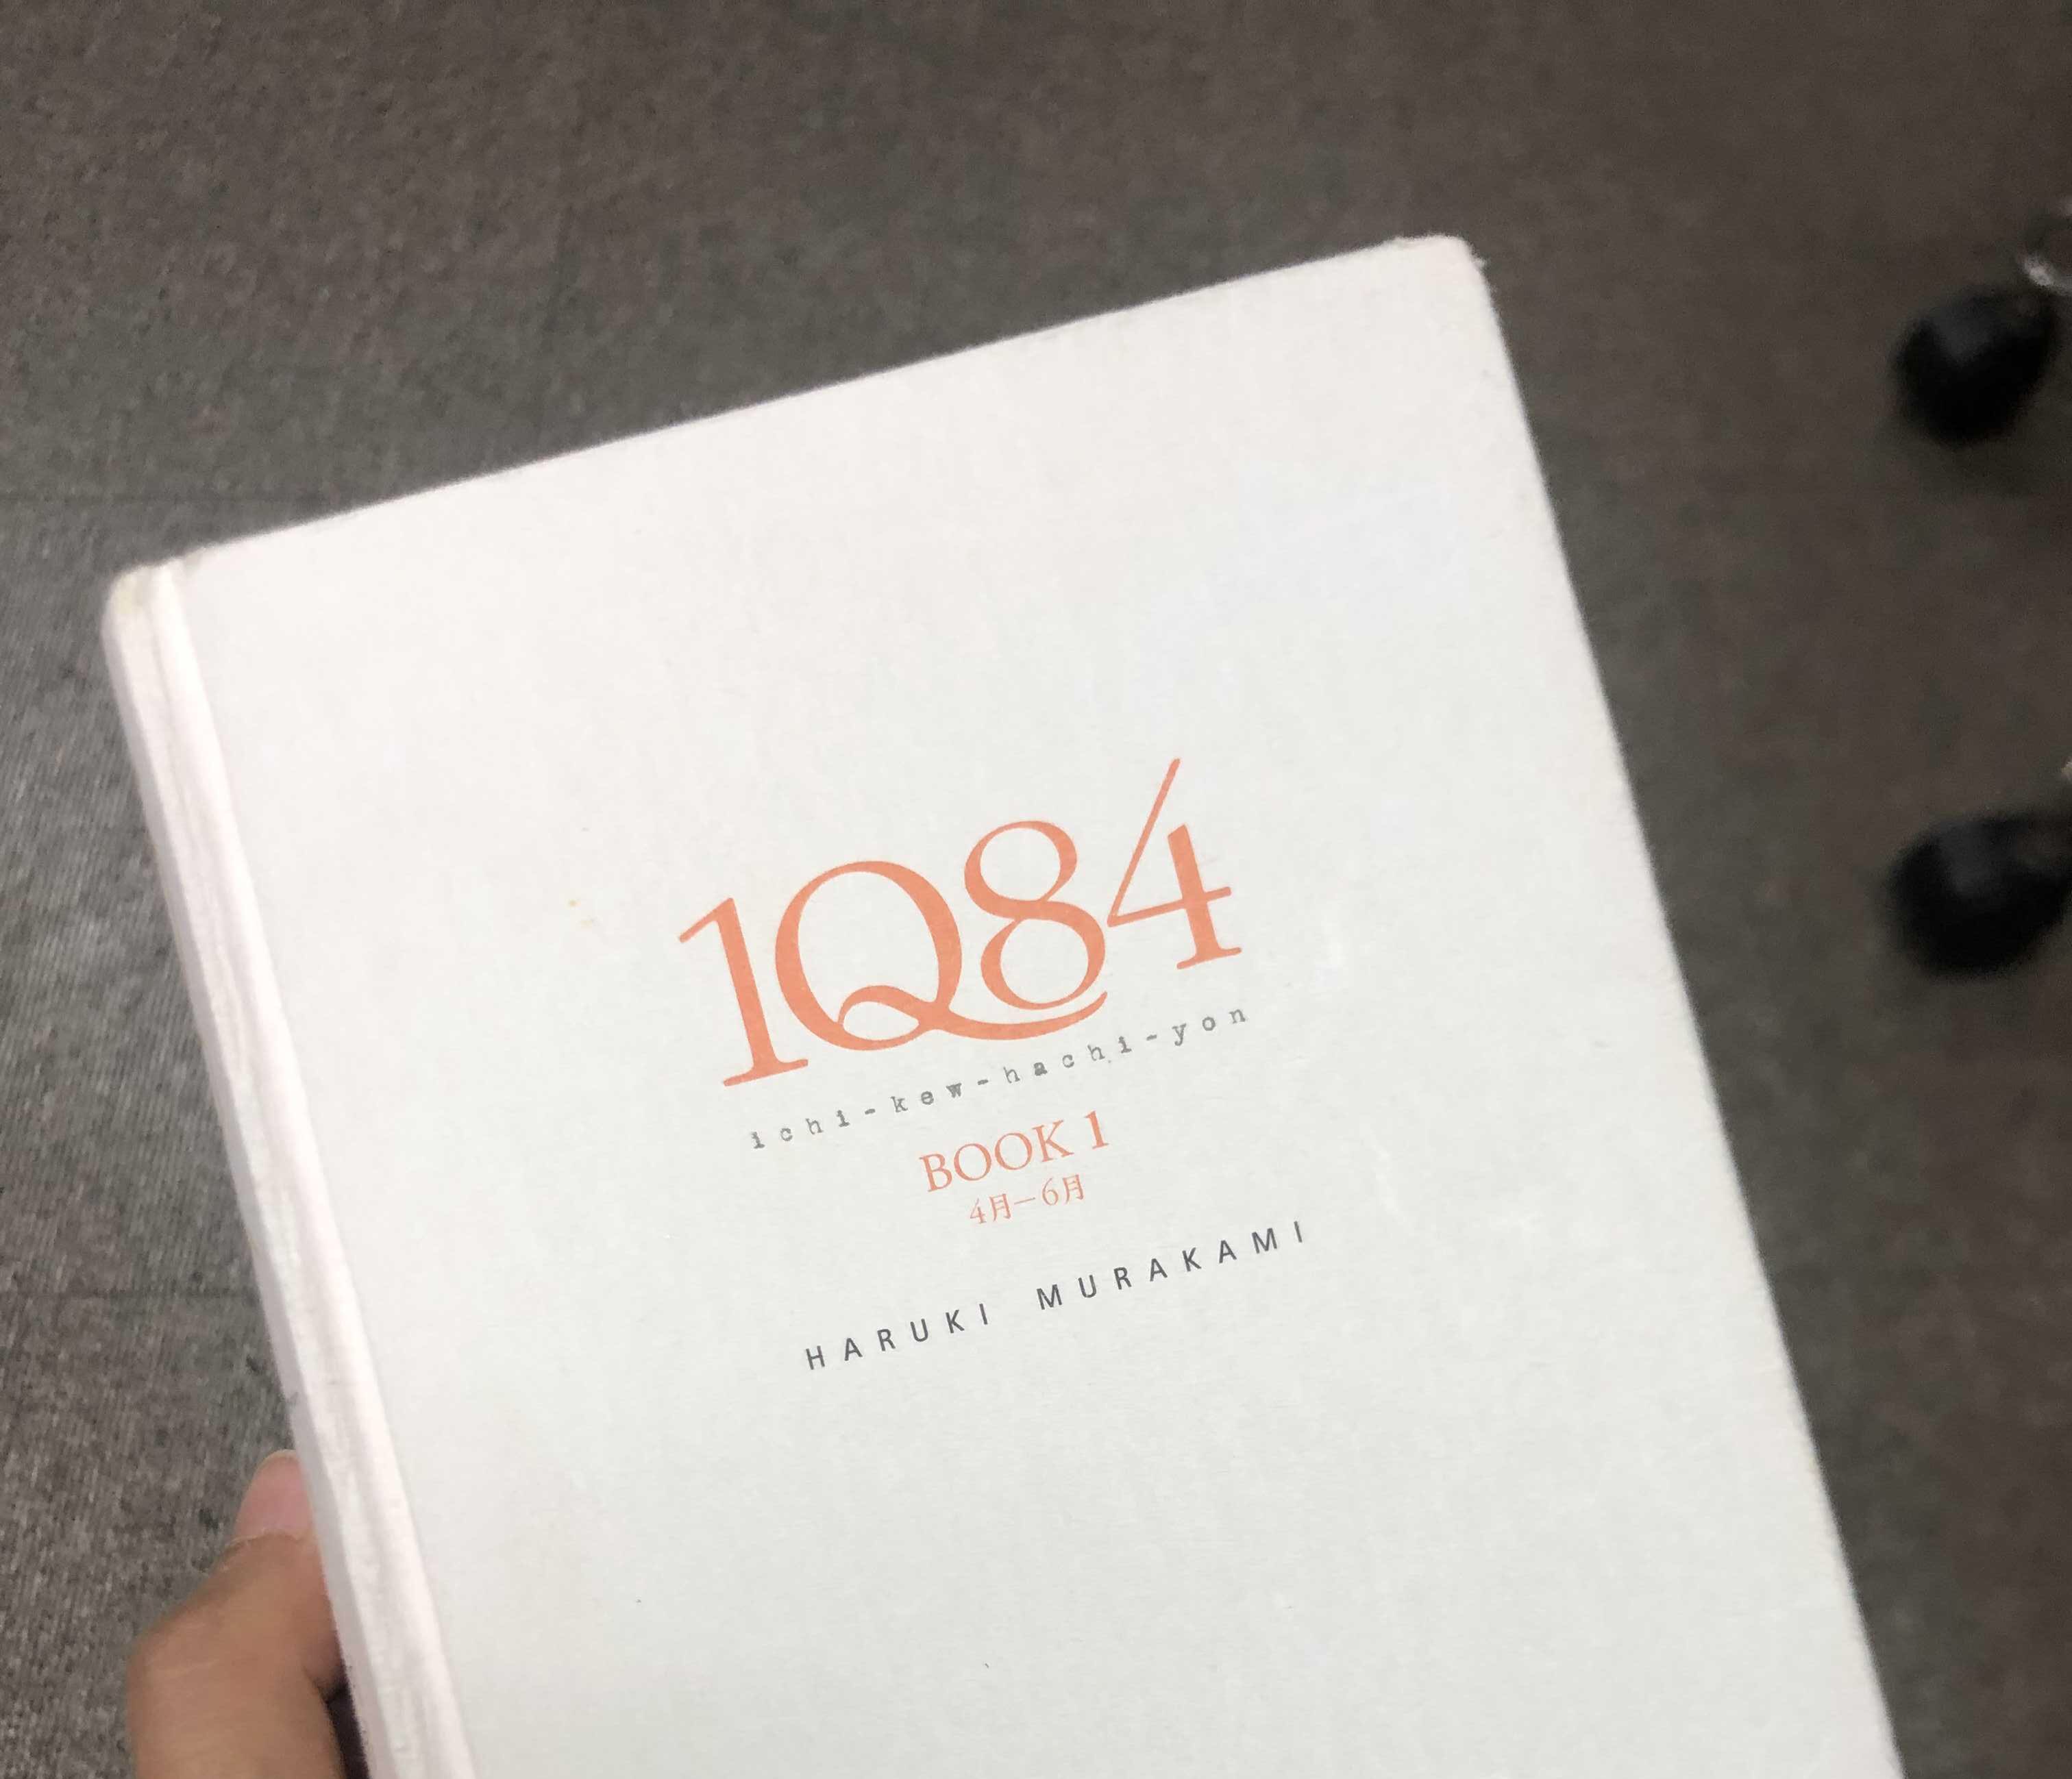 1Q84
ichi-kew-hachi-yon
BOOK 1
4月—6月
HARUKI MURAKAMI